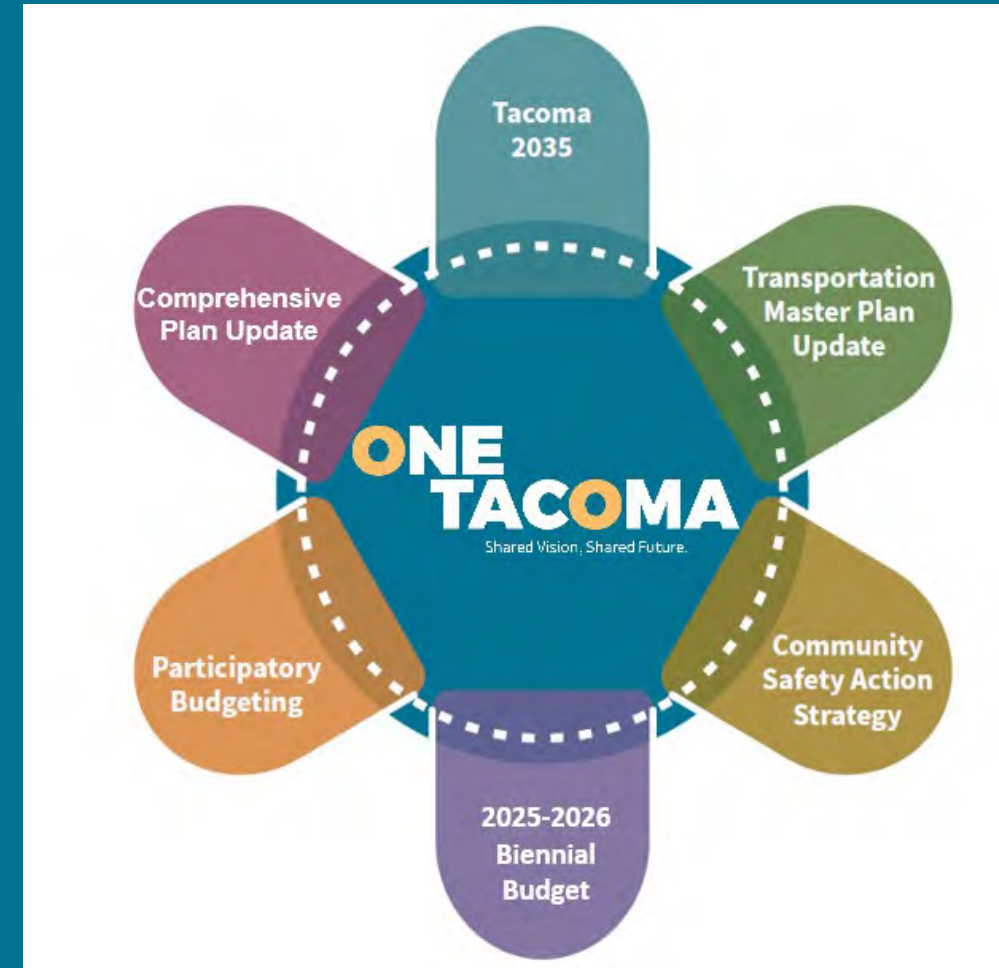 Tacoma
2035
Transportation
Master Plan
Update
Community
Safety Action
Strategy
2025-2026
Biennial
Budget
Participatory
Budgeting
Comprehensive
Plan Update
ONE
TACOMA
Shared Vision, Shared Future.